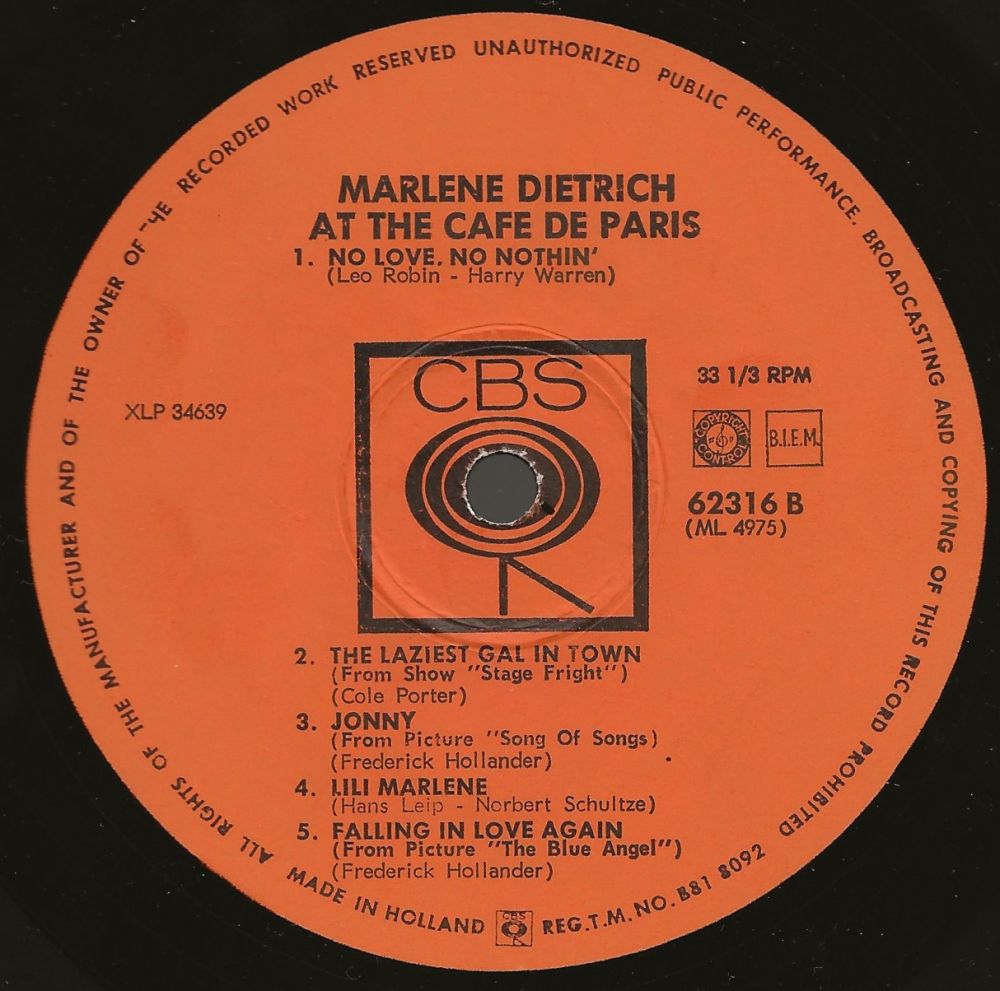 ALL RIGHTS OF THE MANUFACTURER AND OF THE OWNER OF THE RECORDED WORK RESERVED UNAUTHORIZED PUBLIC PERFORMANCE. BROADCASTING AND COPYING OF THIS RECORD PROHIBITED
MARLENE DIETRICH
AT THE CAFE DE PARIS
1. NO LOVE, NO NOTHIN'
(Leo Robin - Harry Warren)
CBS
33 1/3 RPM
XLP 34639
COPYRIGHT CONTROL
B.I.E.M.
62316 B
(ML 4975)
2. THE LAZIEST GAL IN TOWN
(From Show "Stage Fright")
(Cole Porter)
3. JONNY
(From Picture "Song Of Songs)
(Frederick Hollander)
4. LILI MARLENE
(Hans Leip - Norbert Schultze)
5. FALLING IN LOVE AGAIN
(From Picture "The Blue Angel")
(Frederick Hollander)
MADE IN HOLLAND CBS REG.T.M.NO. B81 8092